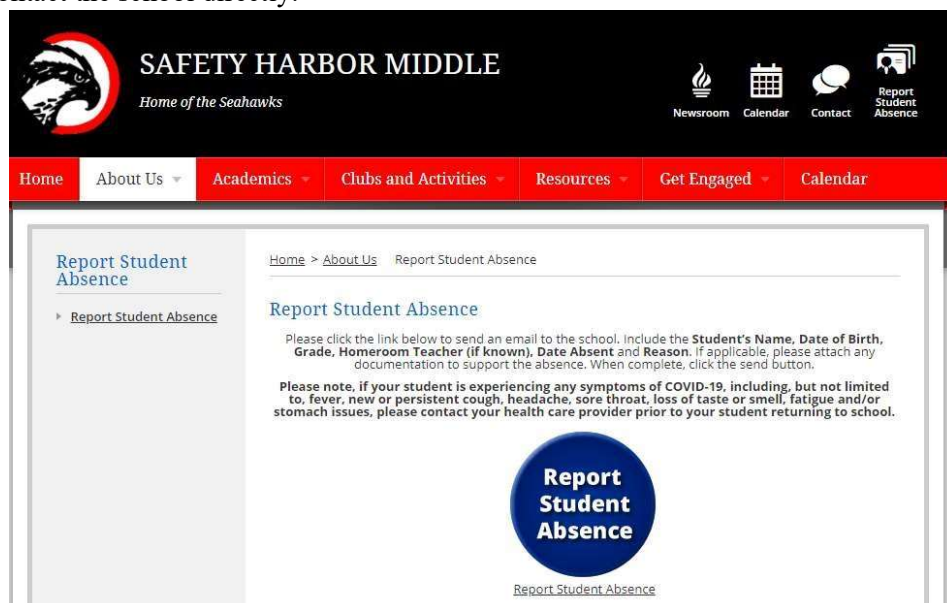 contact the school directly.
SAFETY HARBOR MIDDLE
Home of the Seahawks
Newsroom
Calendar
Contact
Report
Student
Absence
Home
About Us
Academics
Clubs and Activities
Resources
Get Engaged
Calendar
Report Student
Absence
Report Student Absence
Home > About Us Report Student Absence
Report Student Absence
Please click the link below to send an email to the school. Include the Student's Name, Date of Birth,
Grade, Homeroom Teacher (if known), Date Absent and Reason. If applicable, please attach any
documentation to support the absence. When complete, click the send button.
Please note, if your student is experiencing any symptoms of COVID-19, including, but not limited
to, fever, new or persistent cough, headache, sore throat, loss of taste or smell, fatigue and/or
stomach issues, please contact your health care provider prior to your student returning to school.
Report
Student
Absence
Report Student Absence